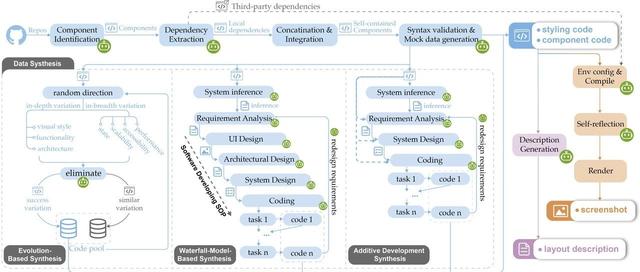 Third-party dependencies
Repos
Components
Component
Identification
Dependency
Extraction
Local
dependencies
Concatination &
Integration
Self-contained
Components
Syntax validation &
Mock data generation
styling code
component code
Data Synthesis
random direction
in-depth variation
in-breadth variation
visual style
functionality
architecture
state
scalability
accessibility
performance
eliminate
success
variation
similar
variation
Code pool
Evolution-
Based Synthesis
System inference
inference
Requirement Analysis
UI Design
Architectural Design
System Design
Coding
task 1
code 1
...
task n
code n
Software Developing SOP
redesign requirements
Waterfall-Model-
Based Synthesis
System inference
inference
Requirement Analysis
System Design
Coding
task 1
code 1
...
task n
code n
redesign requirements
Additive Development
Synthesis
Env config &
Compile
Self-reflection
Description
Generation
Render
screenshot
layout description